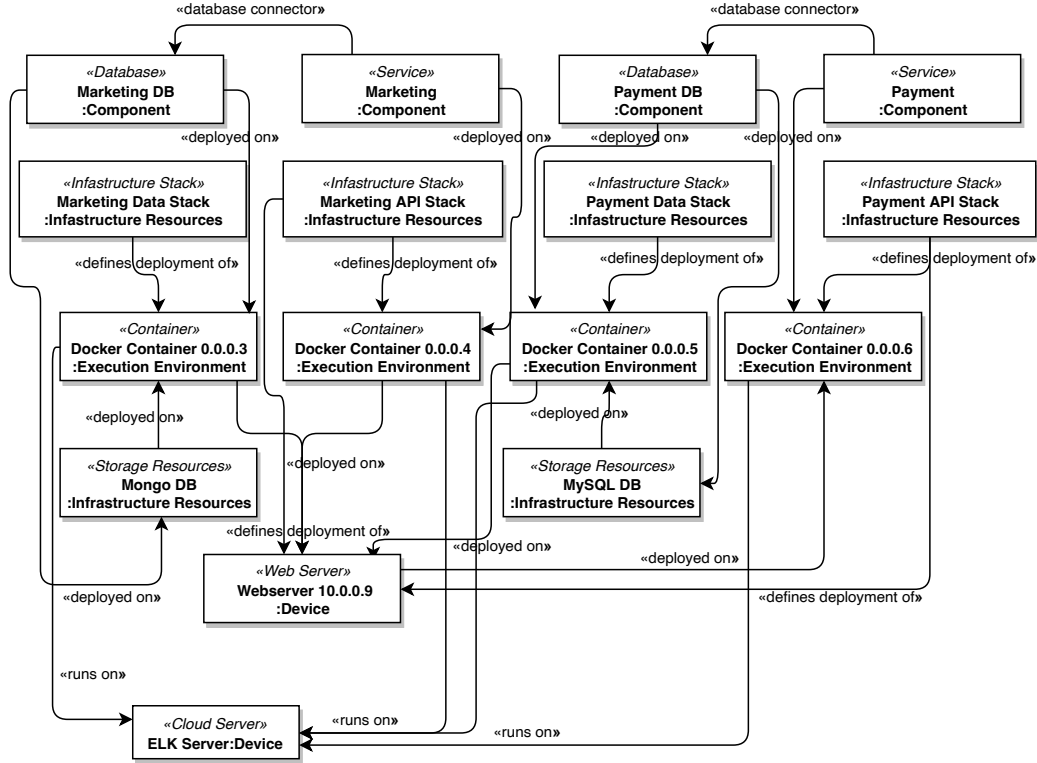 «database connector»
«database connector»
«Database»
Marketing DB
:Component
«Service»
Marketing
:Component
«Database»
Payment DB
:Component
«Service»
Payment
:Component
«deployed on»
«deployed on»
«deployed on»
«deployed on»
«Infastructure Stack»
Marketing Data Stack
:Infastructure Resources
«Infastructure Stack»
Marketing API Stack
:Infastructure Resources
«Infastructure Stack»
Payment Data Stack
:Infastructure Resources
«Infastructure Stack»
Payment API Stack
:Infastructure Resources
«defines deployment of»
«defines deployment of»
«defines deployment of»
«defines deployment of»
«Container»
Docker Container 0.0.0.3
:Execution Environment
«Container»
Docker Container 0.0.0.4
:Execution Environment
«Container»
Docker Container 0.0.0.5
:Execution Environment
«Container»
Docker Container 0.0.0.6
:Execution Environment
«deployed on»
«deployed on»
«Storage Resources»
Mongo DB
:Infrastructure Resources
«deployed on»
«Storage Resources»
MySQL DB
:Infrastructure Resources
«defines deployment of»
«deployed on»
«deployed on»
«Web Server»
Webserver 10.0.0.9
:Device
«deployed on»
«defines deployment of»
«runs on»
«Cloud Server»
ELK Server:Device
«runs on»
«runs on»